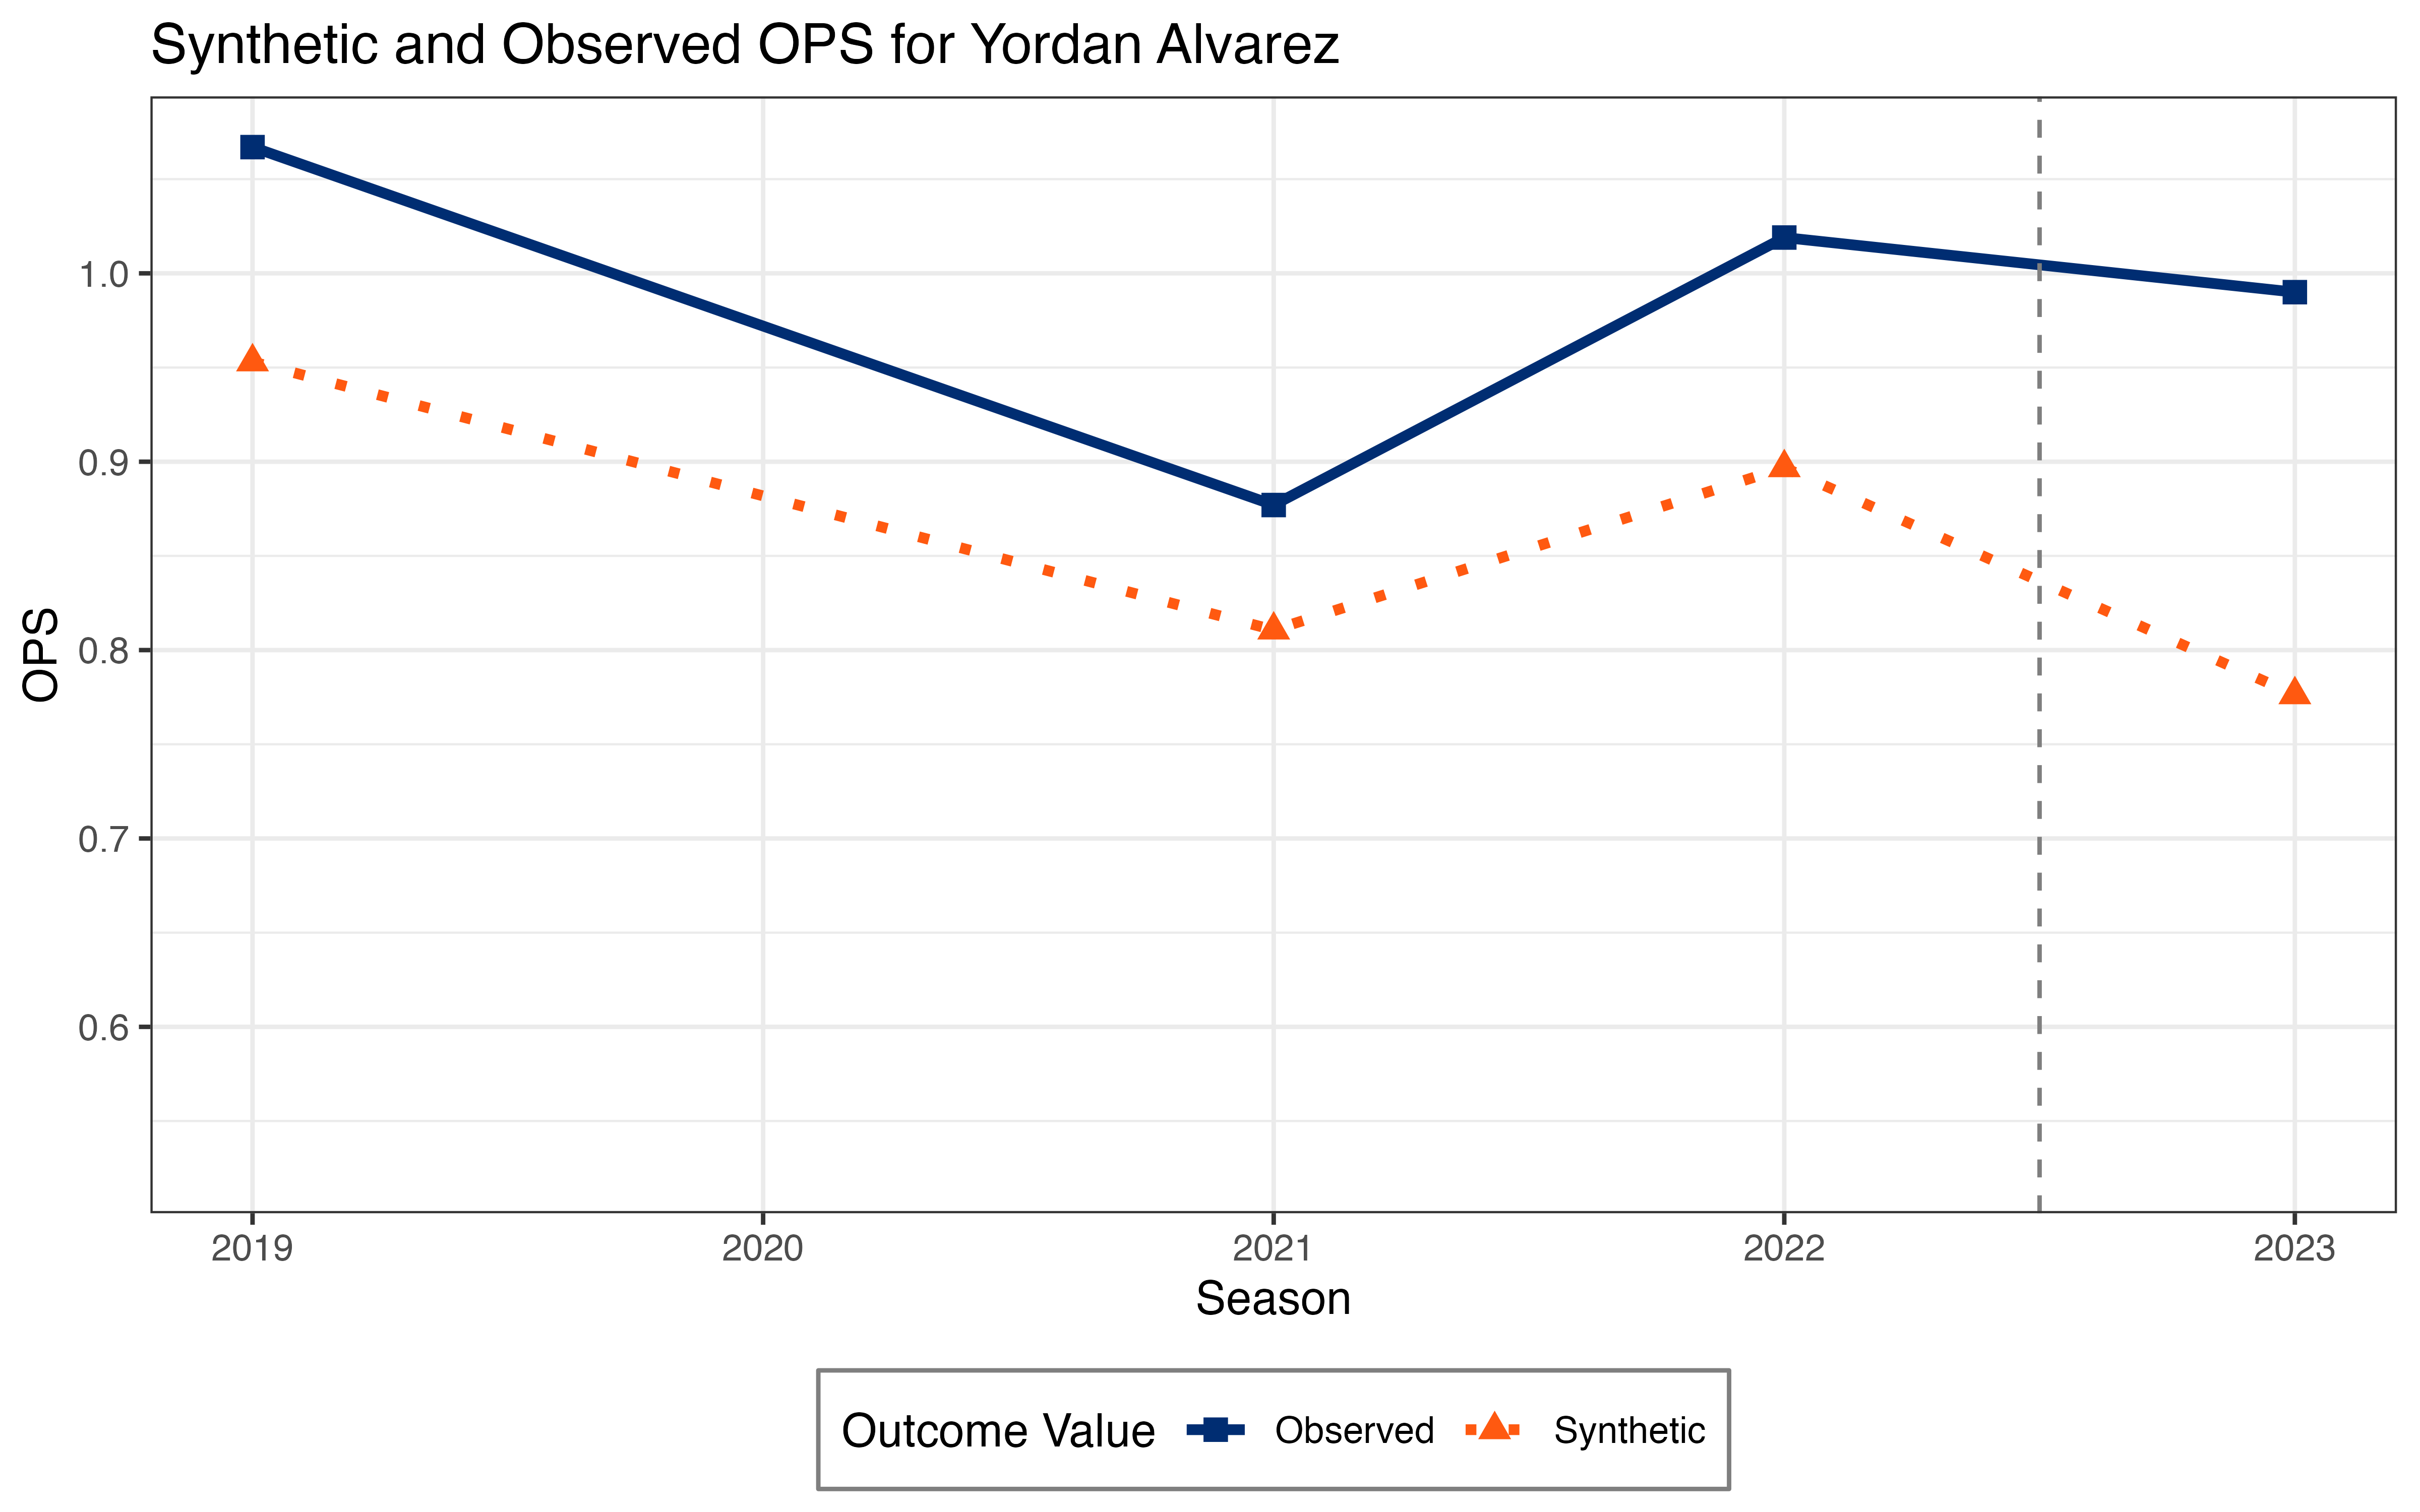 Synthetic and Observed OPS for Yordan Alvarez
OPS
1.0
0.9
0.8
0.7
0.6
2019 2020 2021 2022 2023
Season
Outcome Value Observed Synthetic